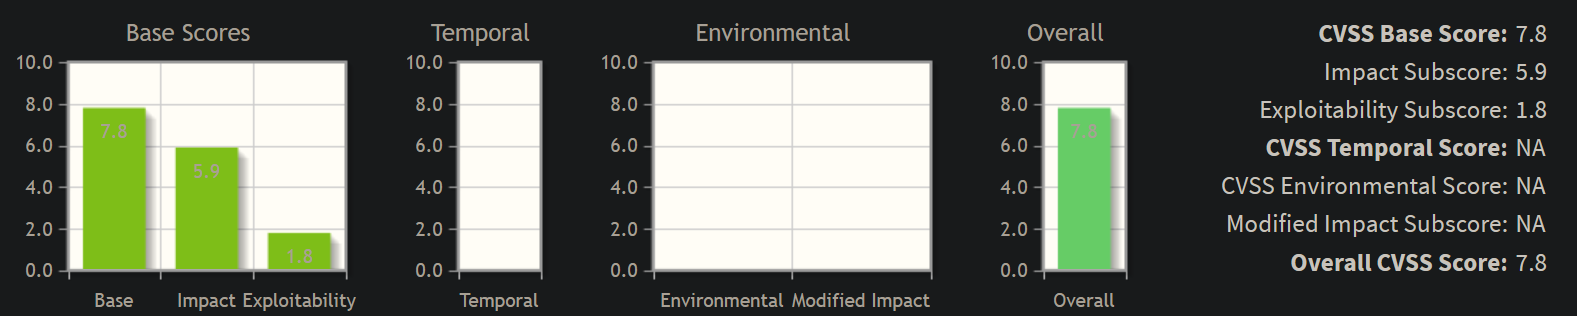 Base Scores
10.0
8.0
6.0
4.0
2.0
0.0
7.8
5.9
1.8
Base
Impact
Exploitability
Temporal
10.0
8.0
6.0
4.0
2.0
0.0
Temporal
Environmental
10.0
8.0
6.0
4.0
2.0
0.0
Environmental
Modified Impact
Overall
10.0
8.0
6.0
4.0
2.0
0.0
7.8
Overall
CVSS Base Score: 7.8
Impact Subscore: 5.9
Exploitability Subscore: 1.8
CVSS Temporal Score: NA
CVSS Environmental Score: NA
Modified Impact Subscore: NA
Overall CVSS Score: 7.8